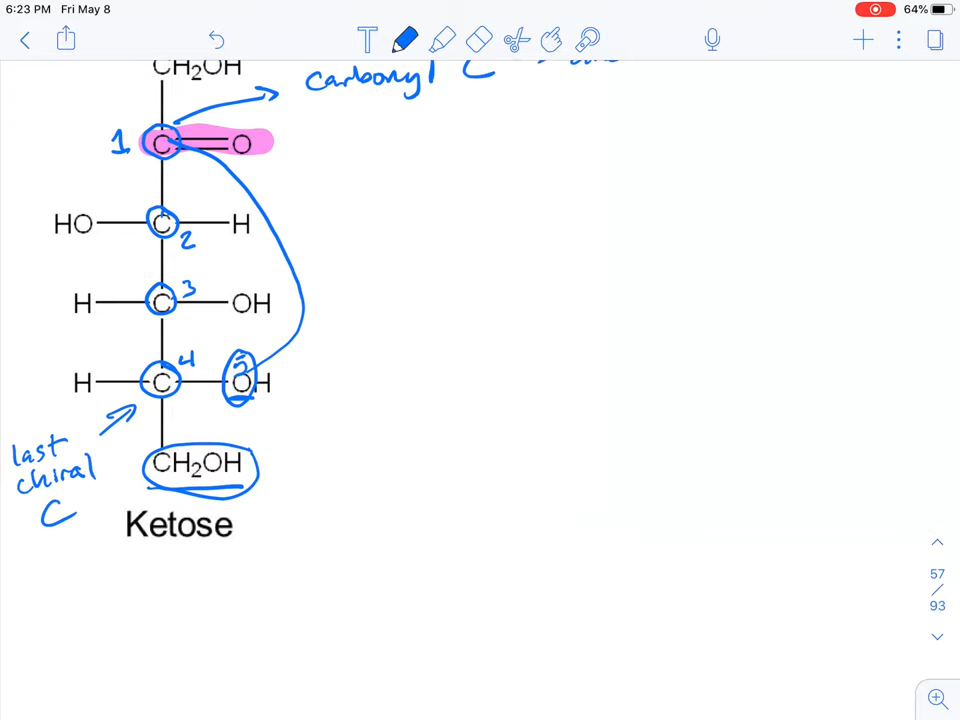 6:23 PM Fri May 8
64%
CH₂OH
carbonyl C
1 C O
HO C H
2
H C 3 OH
H C 4 5 OH
last
chiral
C
CH₂OH
Ketose
57
/
93